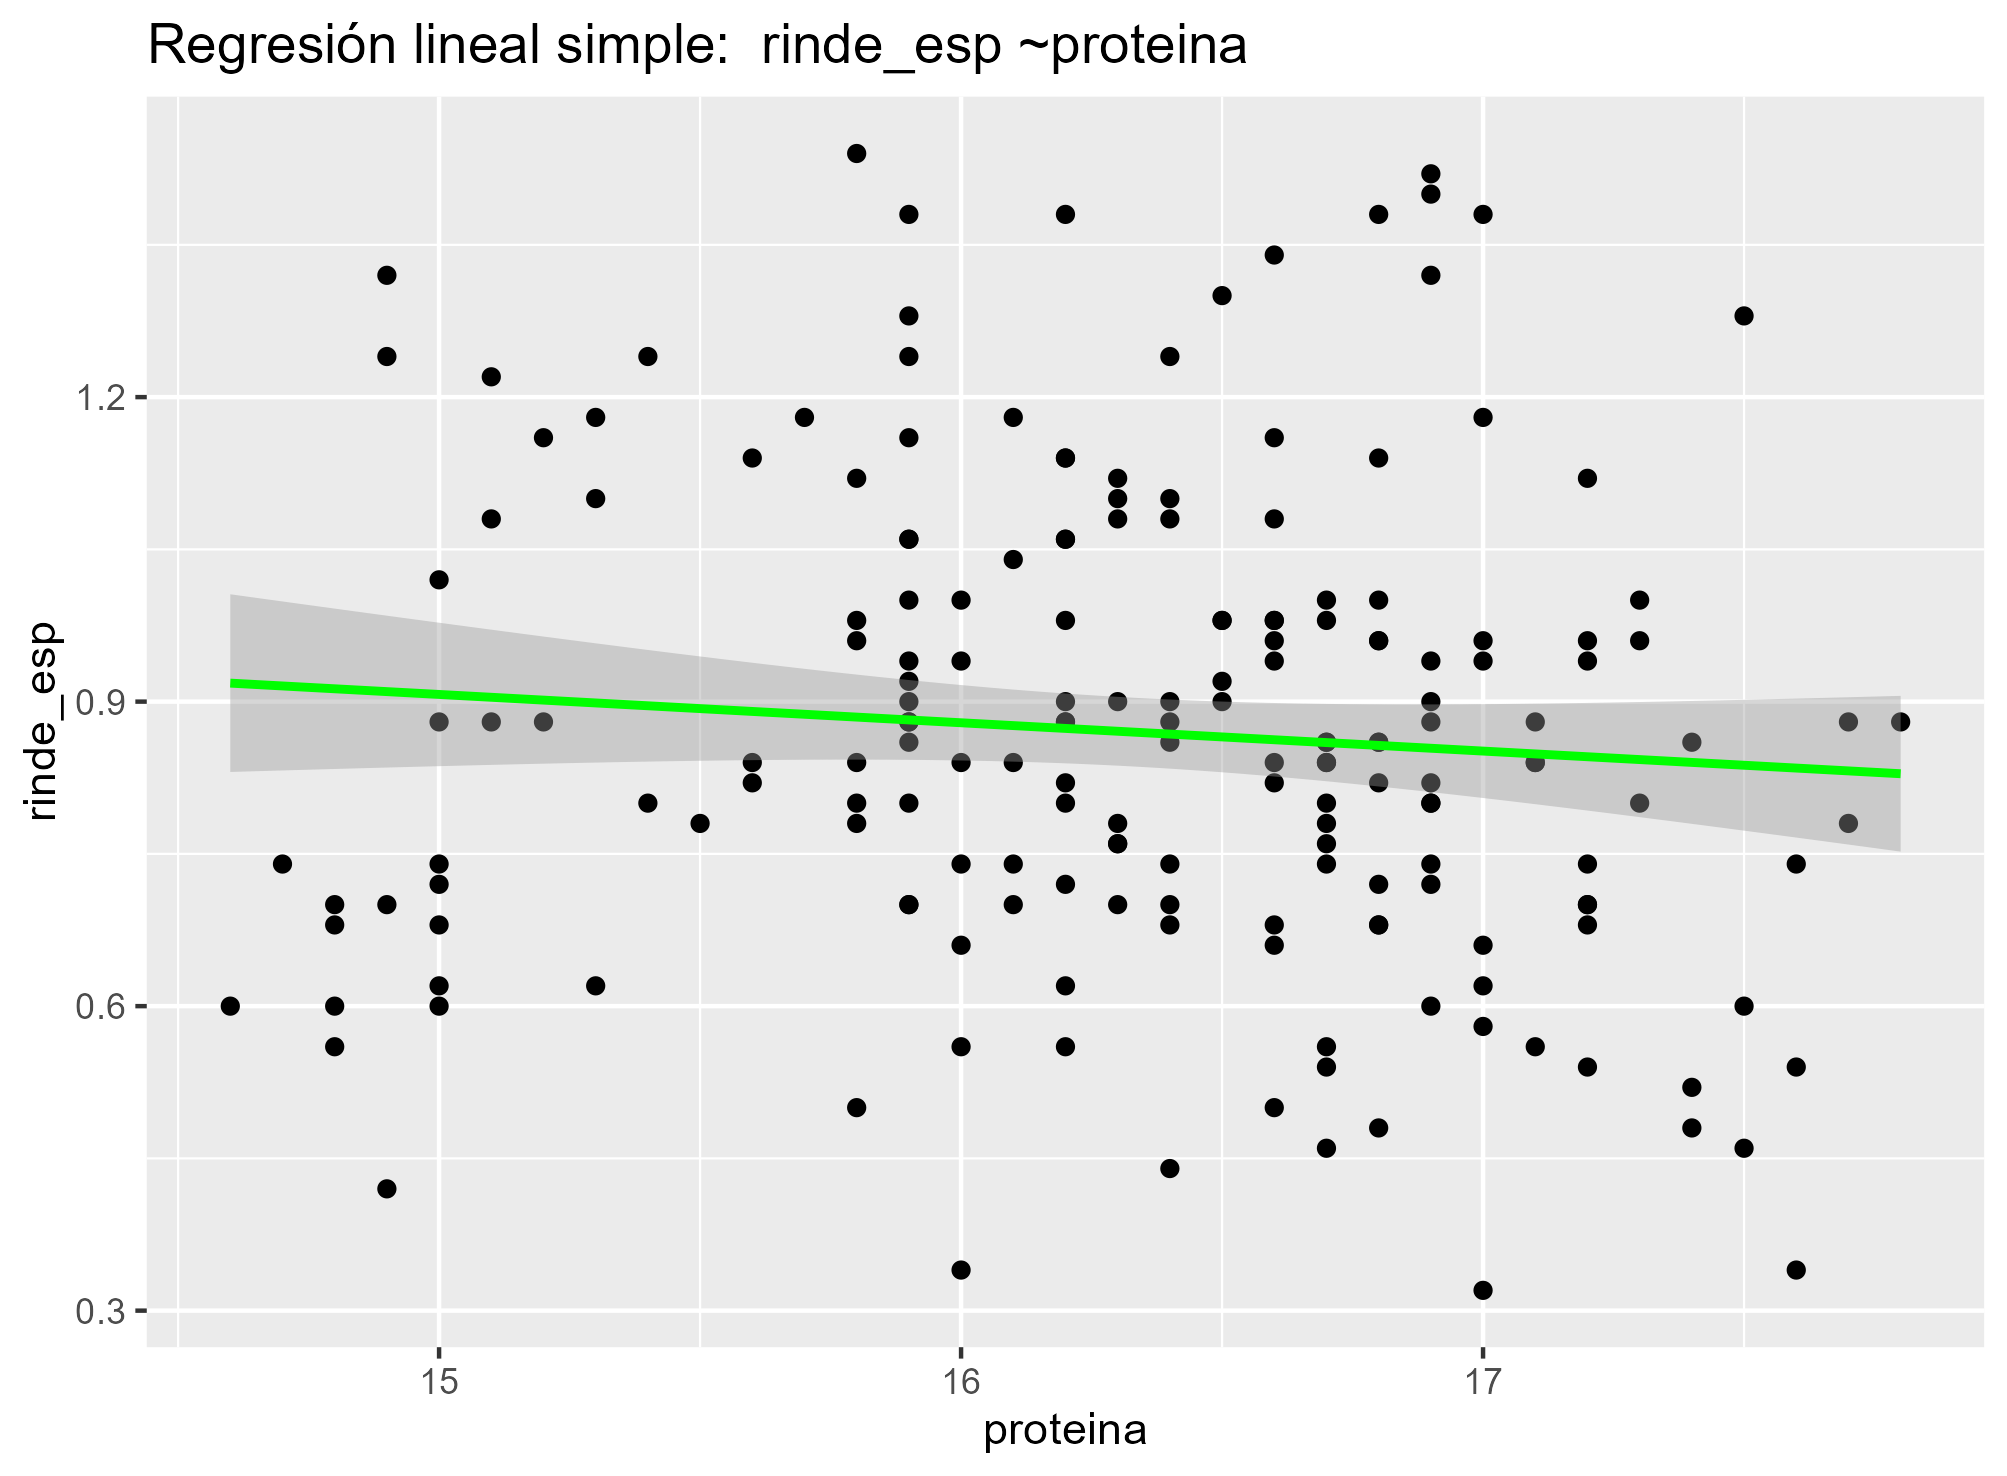 Regresión lineal simple:  rinde_esp ~proteina
rinde_esp
1.2
0.9
0.6
0.3
15 16 17
proteina